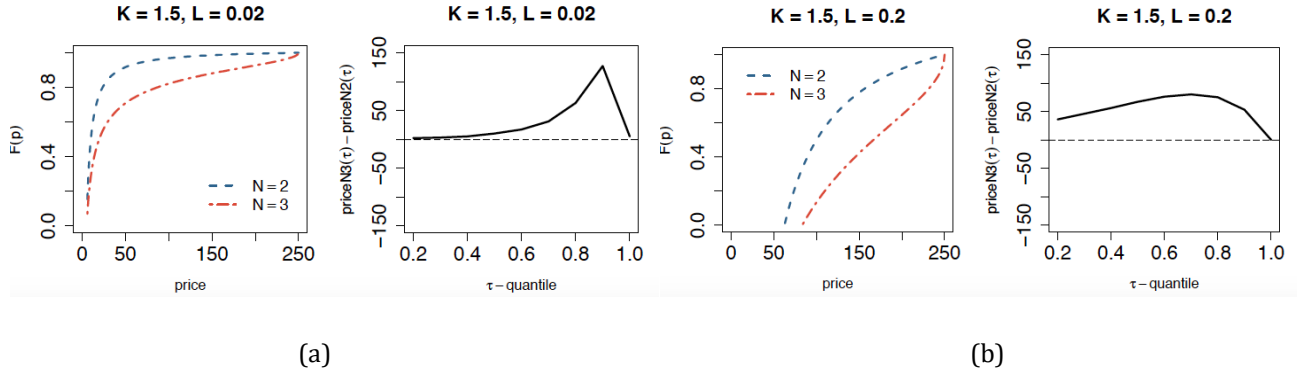 K = 1.5, L = 0.02
F(p)
0.0 0.4 0.8
N = 2
N = 3
0 50 150 250
price
K = 1.5, L = 0.02
priceN3(τ) − priceN2(τ)
−150 −50 50 150
0.2 0.4 0.6 0.8 1.0
τ − quantile
K = 1.5, L = 0.2
F(p)
0.0 0.4 0.8
N = 2
N = 3
0 50 150 250
price
K = 1.5, L = 0.2
priceN3(τ) − priceN2(τ)
−150 −50 50 150
0.2 0.4 0.6 0.8 1.0
τ − quantile
(a)
(b)